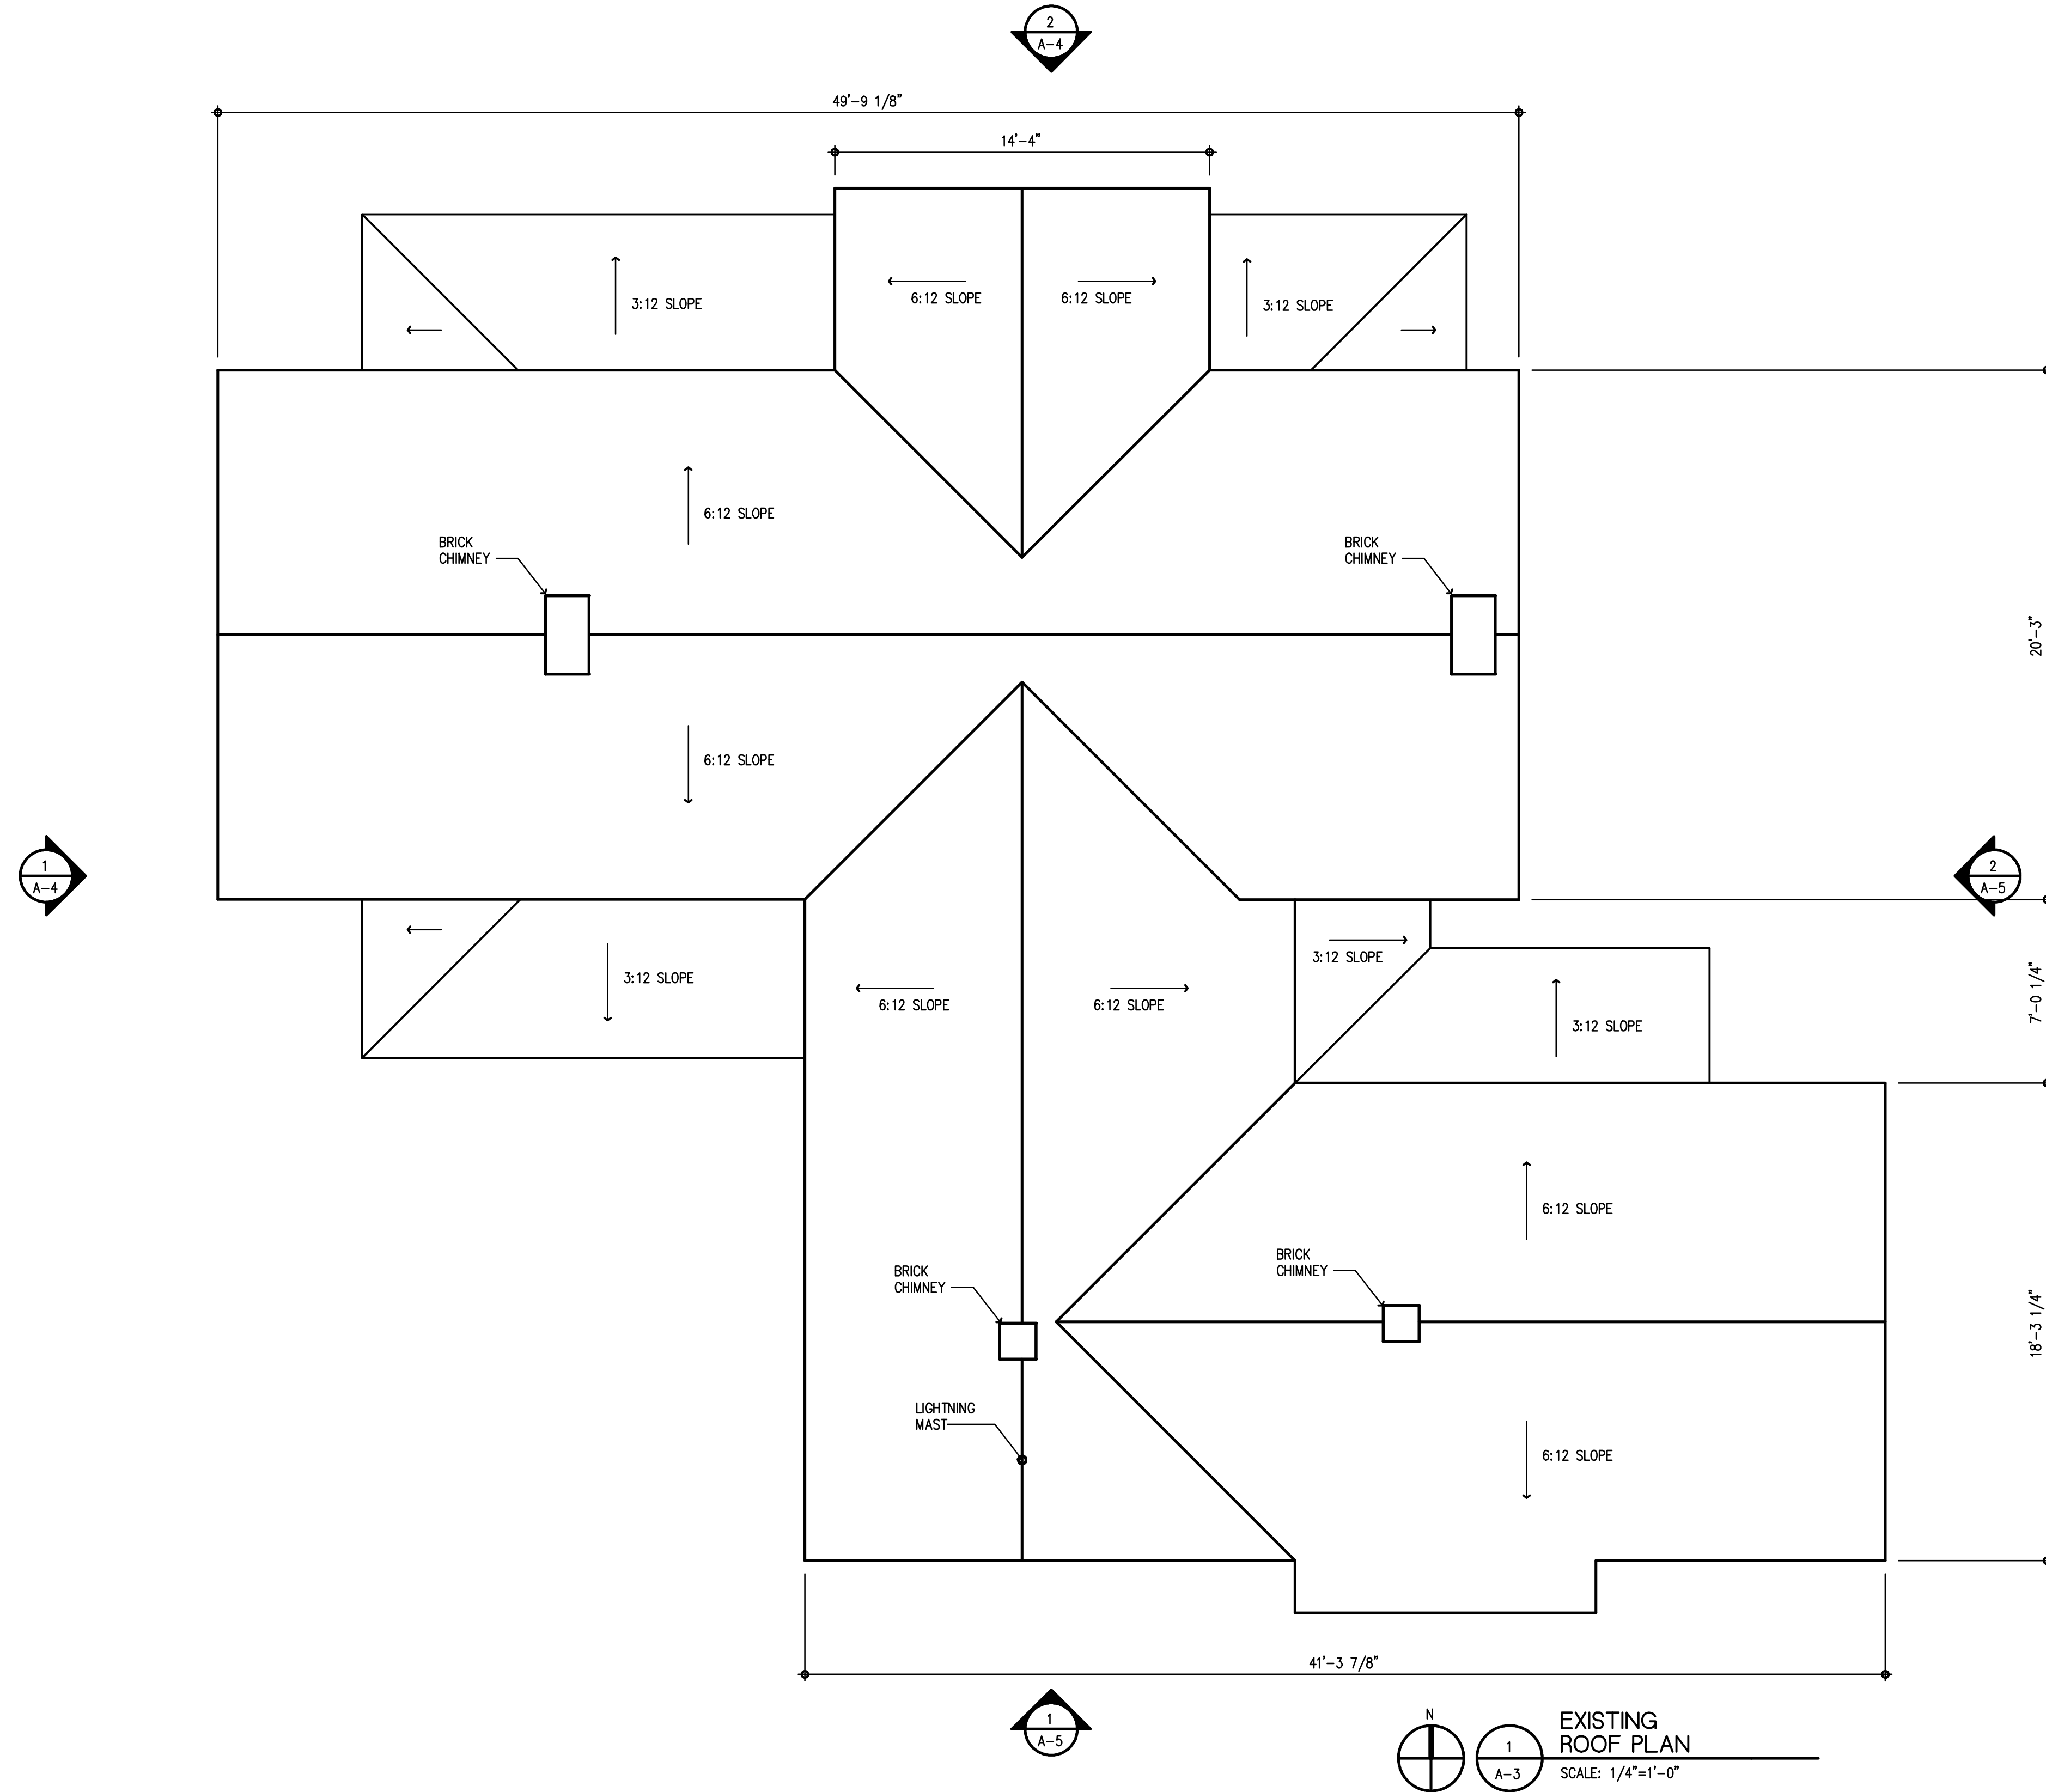 2
A-4
49'-9 1/8"
14'-4"
6:12 SLOPE
6:12 SLOPE
3:12 SLOPE
3:12 SLOPE
6:12 SLOPE
BRICK
CHIMNEY
BRICK
CHIMNEY
20'-3"
6:12 SLOPE
1
A-4
2
A-5
3:12 SLOPE
3:12 SLOPE
6:12 SLOPE
6:12 SLOPE
3:12 SLOPE
7'-0 1/4"
6:12 SLOPE
BRICK
CHIMNEY
BRICK
CHIMNEY
18'-3 1/4"
LIGHTNING
MAST
6:12 SLOPE
41'-3 7/8"
1
A-5
N
1
A-3
EXISTING
ROOF PLAN
SCALE: 1/4"=1'-0"